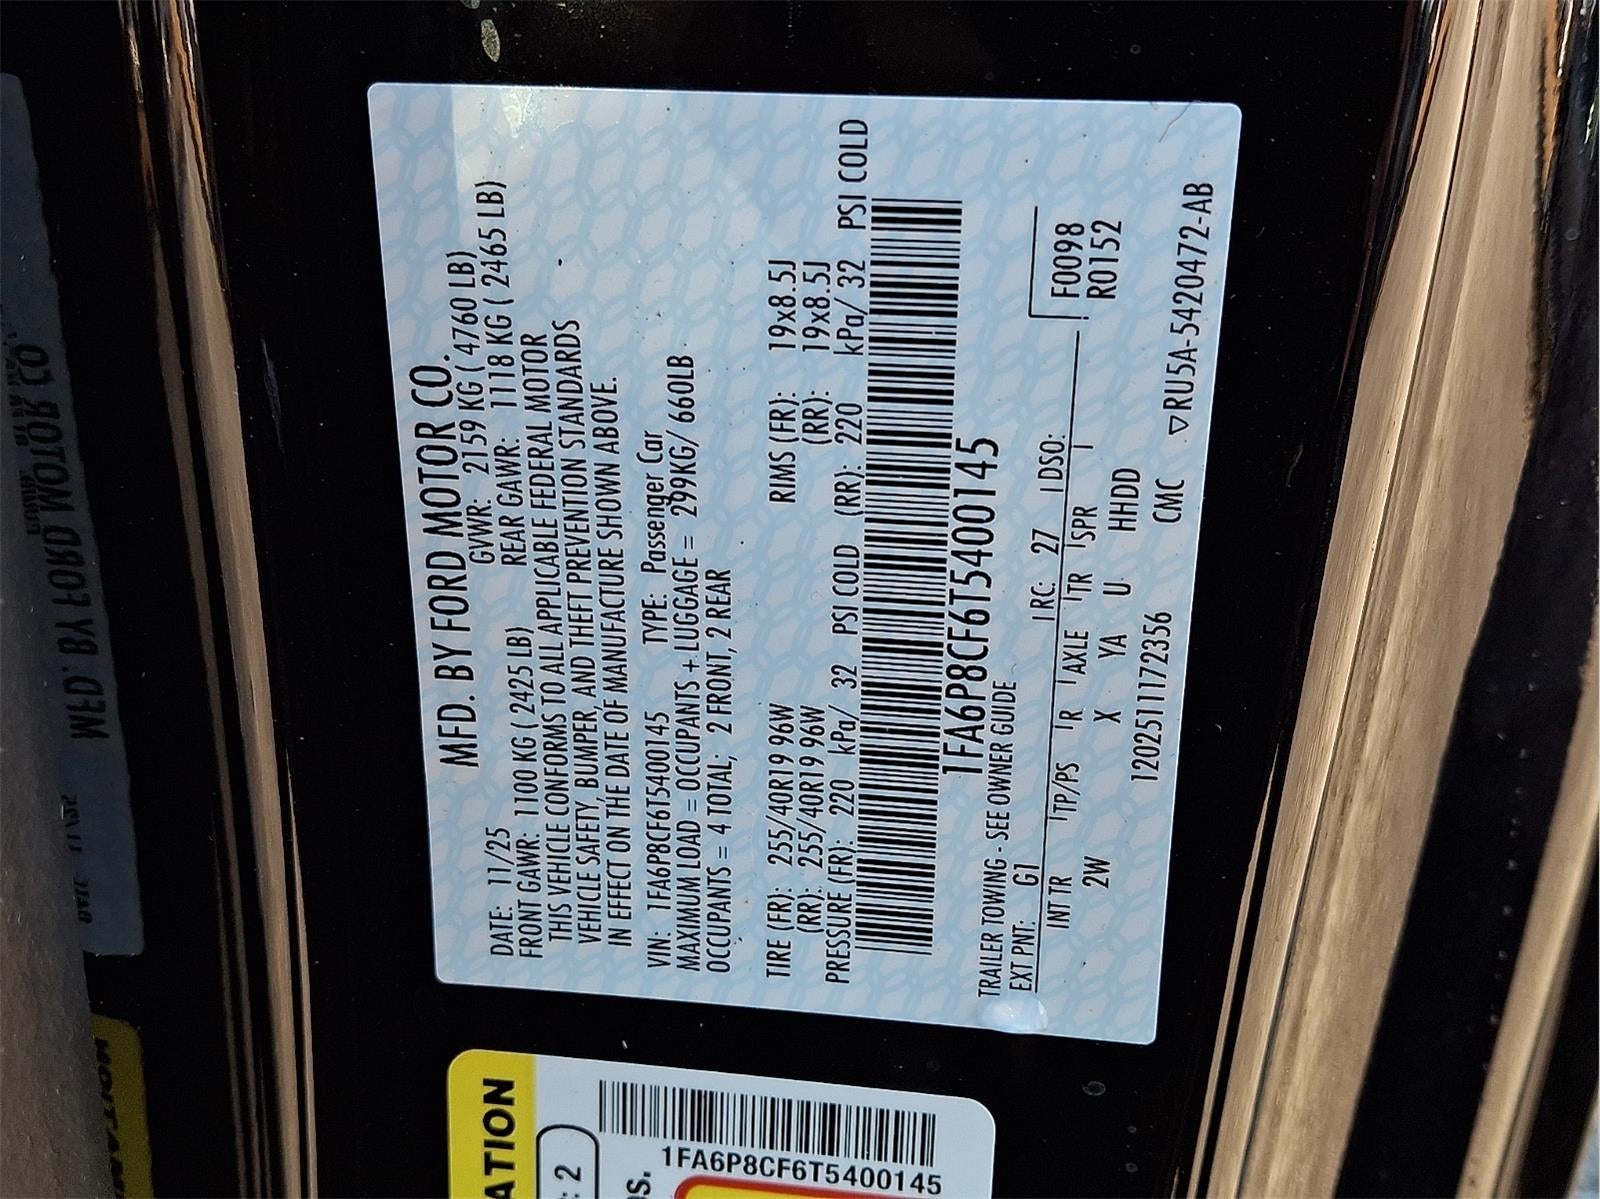 MFD. BY FORD MOTOR CO.
DATE: 11/25 GVWR: 2159 KG ( 4760 LB)
FRONT GAWR: 1100 KG ( 2425 LB) REAR GAWR: 1118 KG ( 2465 LB)
THIS VEHICLE CONFORMS TO ALL APPLICABLE FEDERAL MOTOR
VEHICLE SAFETY, BUMPER, AND THEFT PREVENTION STANDARDS
IN EFFECT ON THE DATE OF MANUFACTURE SHOWN ABOVE.
VIN: 1FA6P8CF6T5400145 TYPE: Passenger Car
MAXIMUM LOAD = OCCUPANTS + LUGGAGE = 299KG/ 660LB
OCCUPANTS = 4 TOTAL; 2 FRONT, 2 REAR
TIRE (FR): 255/40R19 96W RIMS (FR): 19x8.5J
(RR): 255/40R19 96W (RR): 19x8.5J
PRESSURE (FR): 220 kPa/ 32 PSI COLD (RR): 220 kPa/ 32 PSI COLD
1FA6P8CF6T5400145
TRAILER TOWING - SEE OWNER GUIDE
EXT PNT: G1 RC: 27 DSO: F0098
R0152
INT TR TP/PS R AXLE TR SPR
2W X YA U HHDD
12025111172356 CMC ▽RU5A-5420472-AB
ATION
: 2
1FA6P8CF6T5400145
s.
MFD. BY FORD MOTOR CO